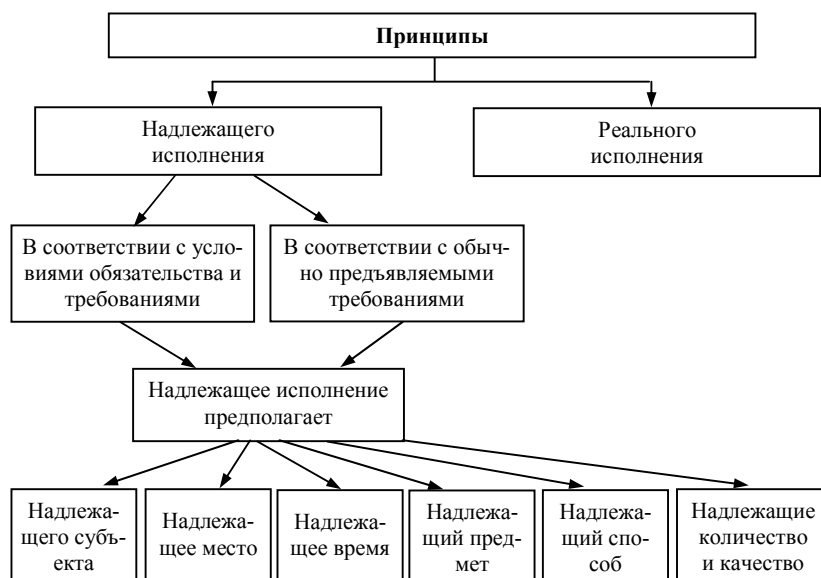 Принципы
Надлежащего
исполнения
Реального
исполнения
В соответствии с усло-
виями обязательства и
требованиями
В соответствии с обыч-
но предъявляемыми
требованиями
Надлежащее исполнение
предполагает
Надлежа-
щего субъ-
екта
Надлежа-
щее место
Надлежа-
щее время
Надлежа-
щий пред-
мет
Надлежа-
щий спо-
соб
Надлежащие
количество
и качество